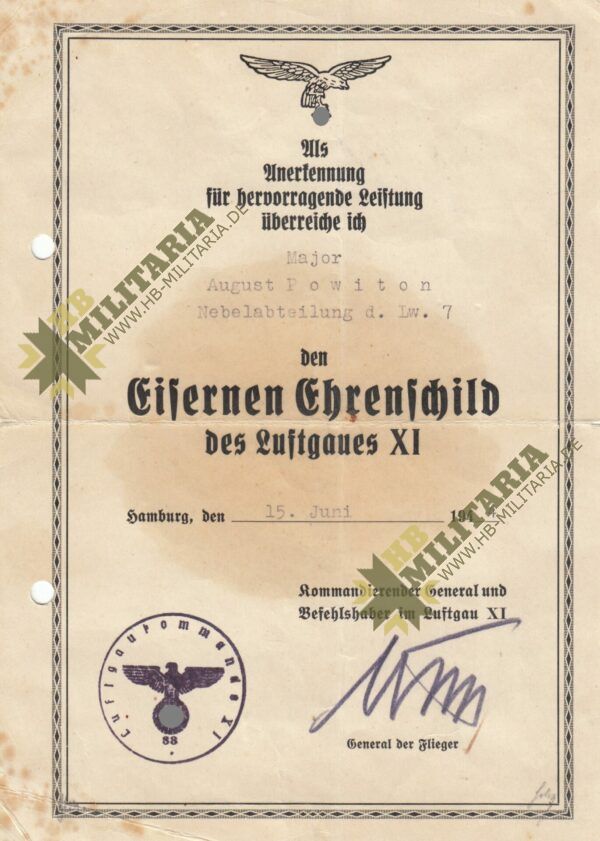 Als
Anerkennung
für hervorragende Leistung
überreiche ich
Major
August Powiton
Nebelabteilung d. Lw. 7
den
Eisernen Ehrenschild
des Luftgaues XI
Hamburg, den 15. Juni 194
Kommandierender General und
Befehlshaber im Luftgau XI
General der Flieger
Luftgaukommando XI
88
HB
MILITARIA
WWW.HB-MILITARIA.DE
HB
MILITARIA
WWW.HB-MILITARIA.DE